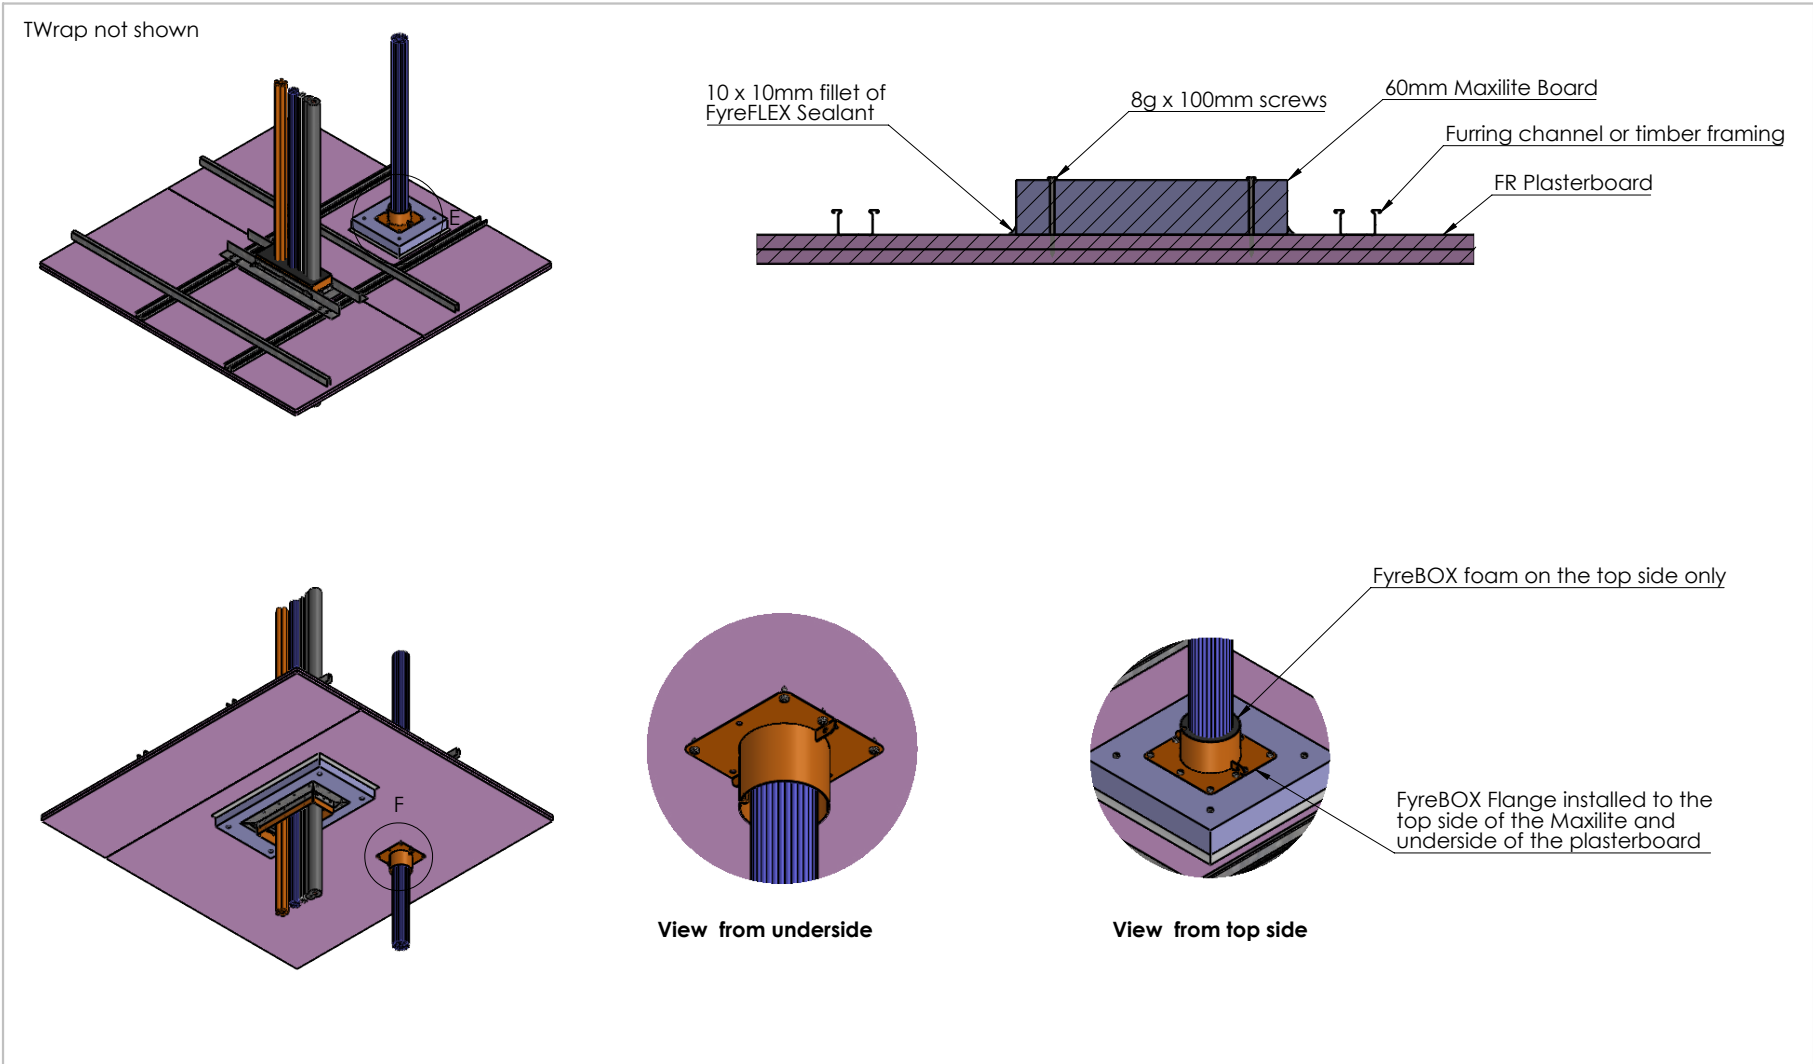 TWrap not shown
10 x 10mm fillet of
FyreFLEX Sealant
8g x 100mm screws
60mm Maxilite Board
Furring channel or timber framing
FR Plasterboard
E
F
FyreBOX foam on the top side only
FyreBOX Flange installed to the
top side of the Maxilite and
underside of the plasterboard
View from underside
View from top side